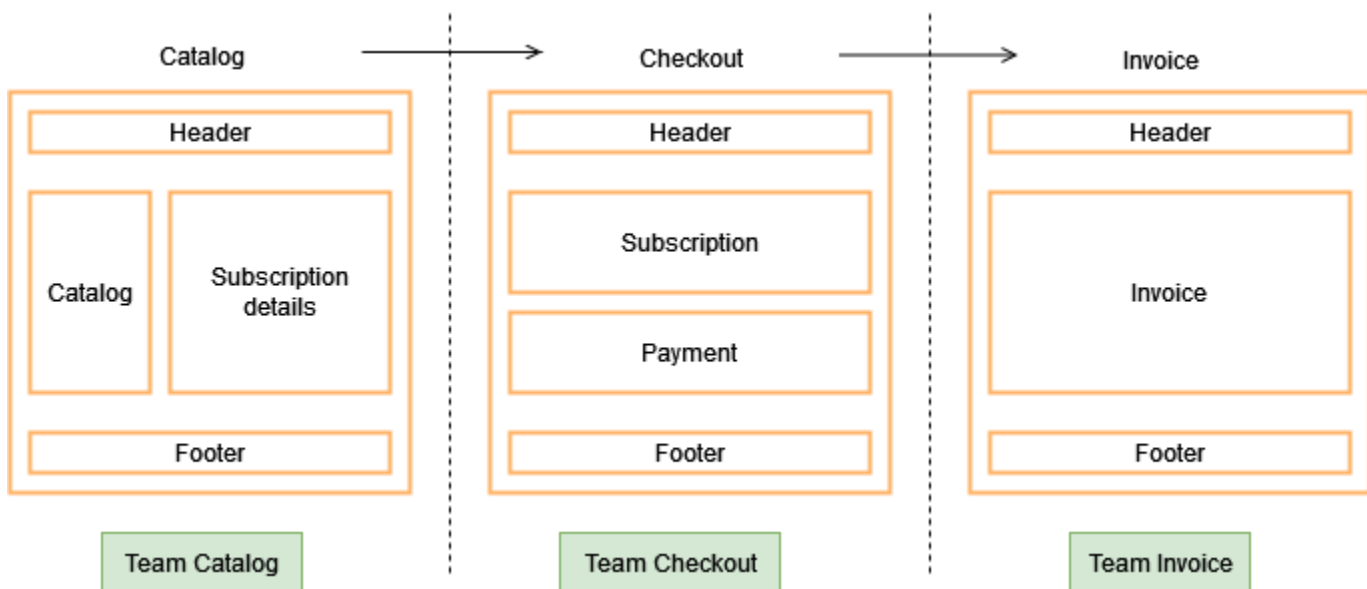 Catalog
Checkout
Invoice
Header
Header
Header
Catalog
Subscription
details
Subscription
Payment
Invoice
Footer
Footer
Footer
Team Catalog
Team Checkout
Team Invoice